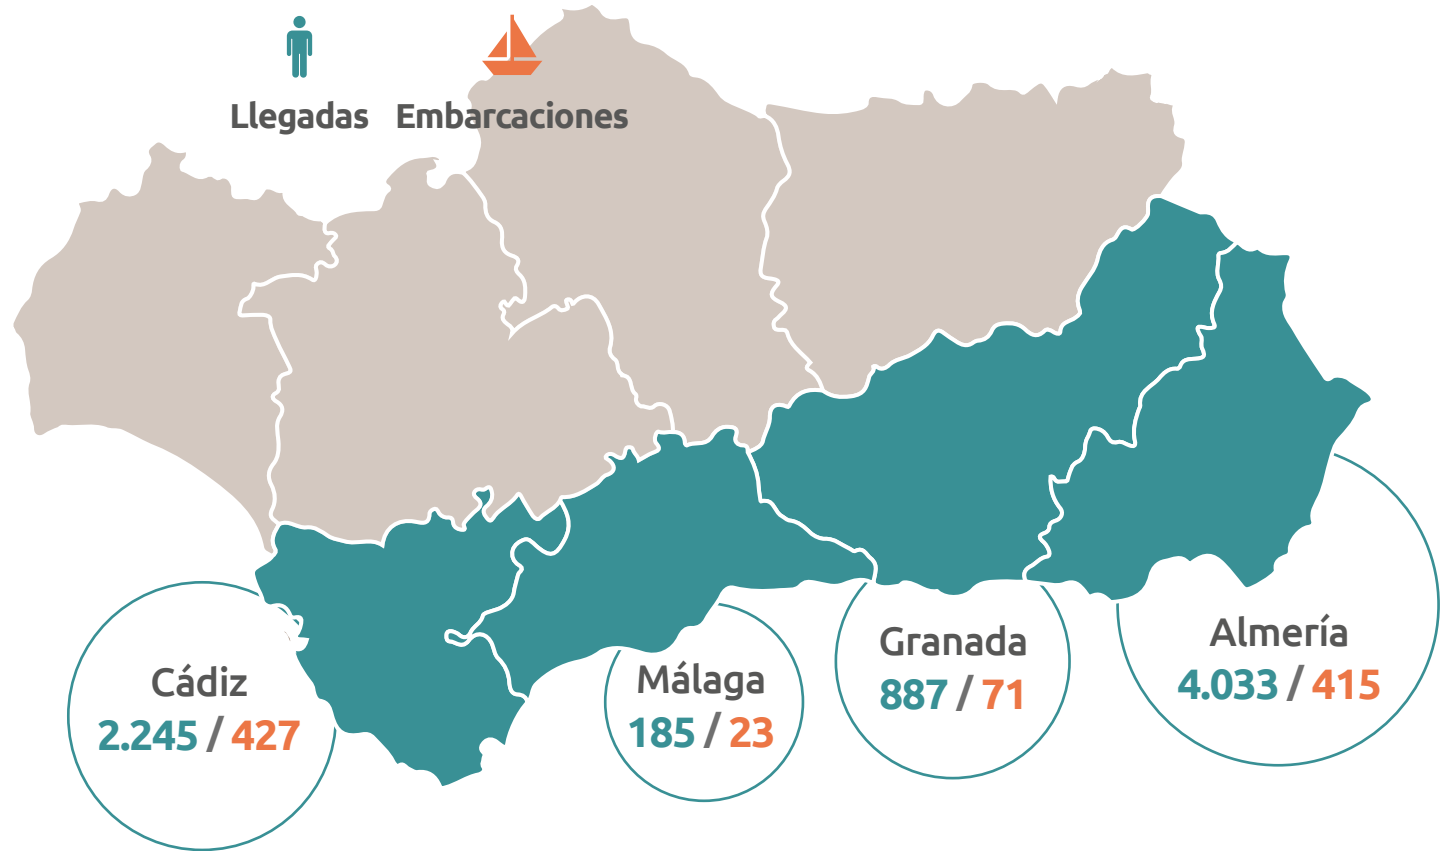 Llegadas Embarcaciones
Cádiz
2.245 / 427
Málaga
185 / 23
Granada
887 / 71
Almería
4.033 / 415